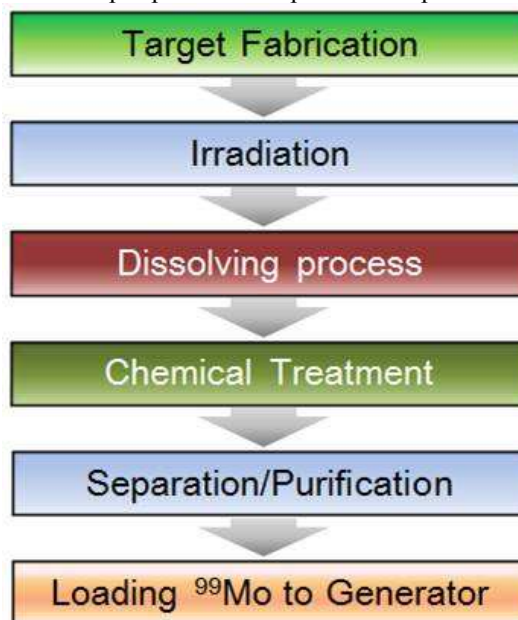 Target Fabrication
Irradiation
Dissolving process
Chemical Treatment
Separation/Purification
Loading ⁹⁹Mo to Generator